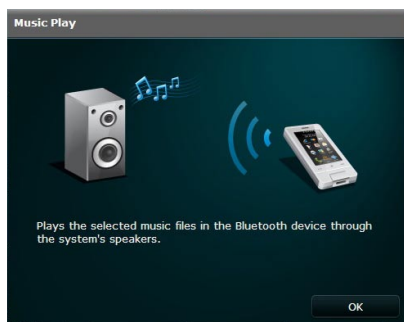 Music Play
Plays the selected music files in the Bluetooth device through
the system's speakers.
OK